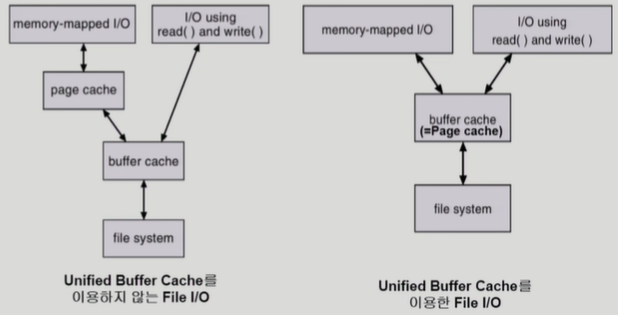 memory-mapped I/O
I/O using
read( ) and write( )
page cache
buffer cache
file system
Unified Buffer Cache를
이용하지 않는 File I/O
memory-mapped I/O
I/O using
read( ) and write( )
buffer cache
(=Page cache)
file system
Unified Buffer Cache를
이용한 File I/O